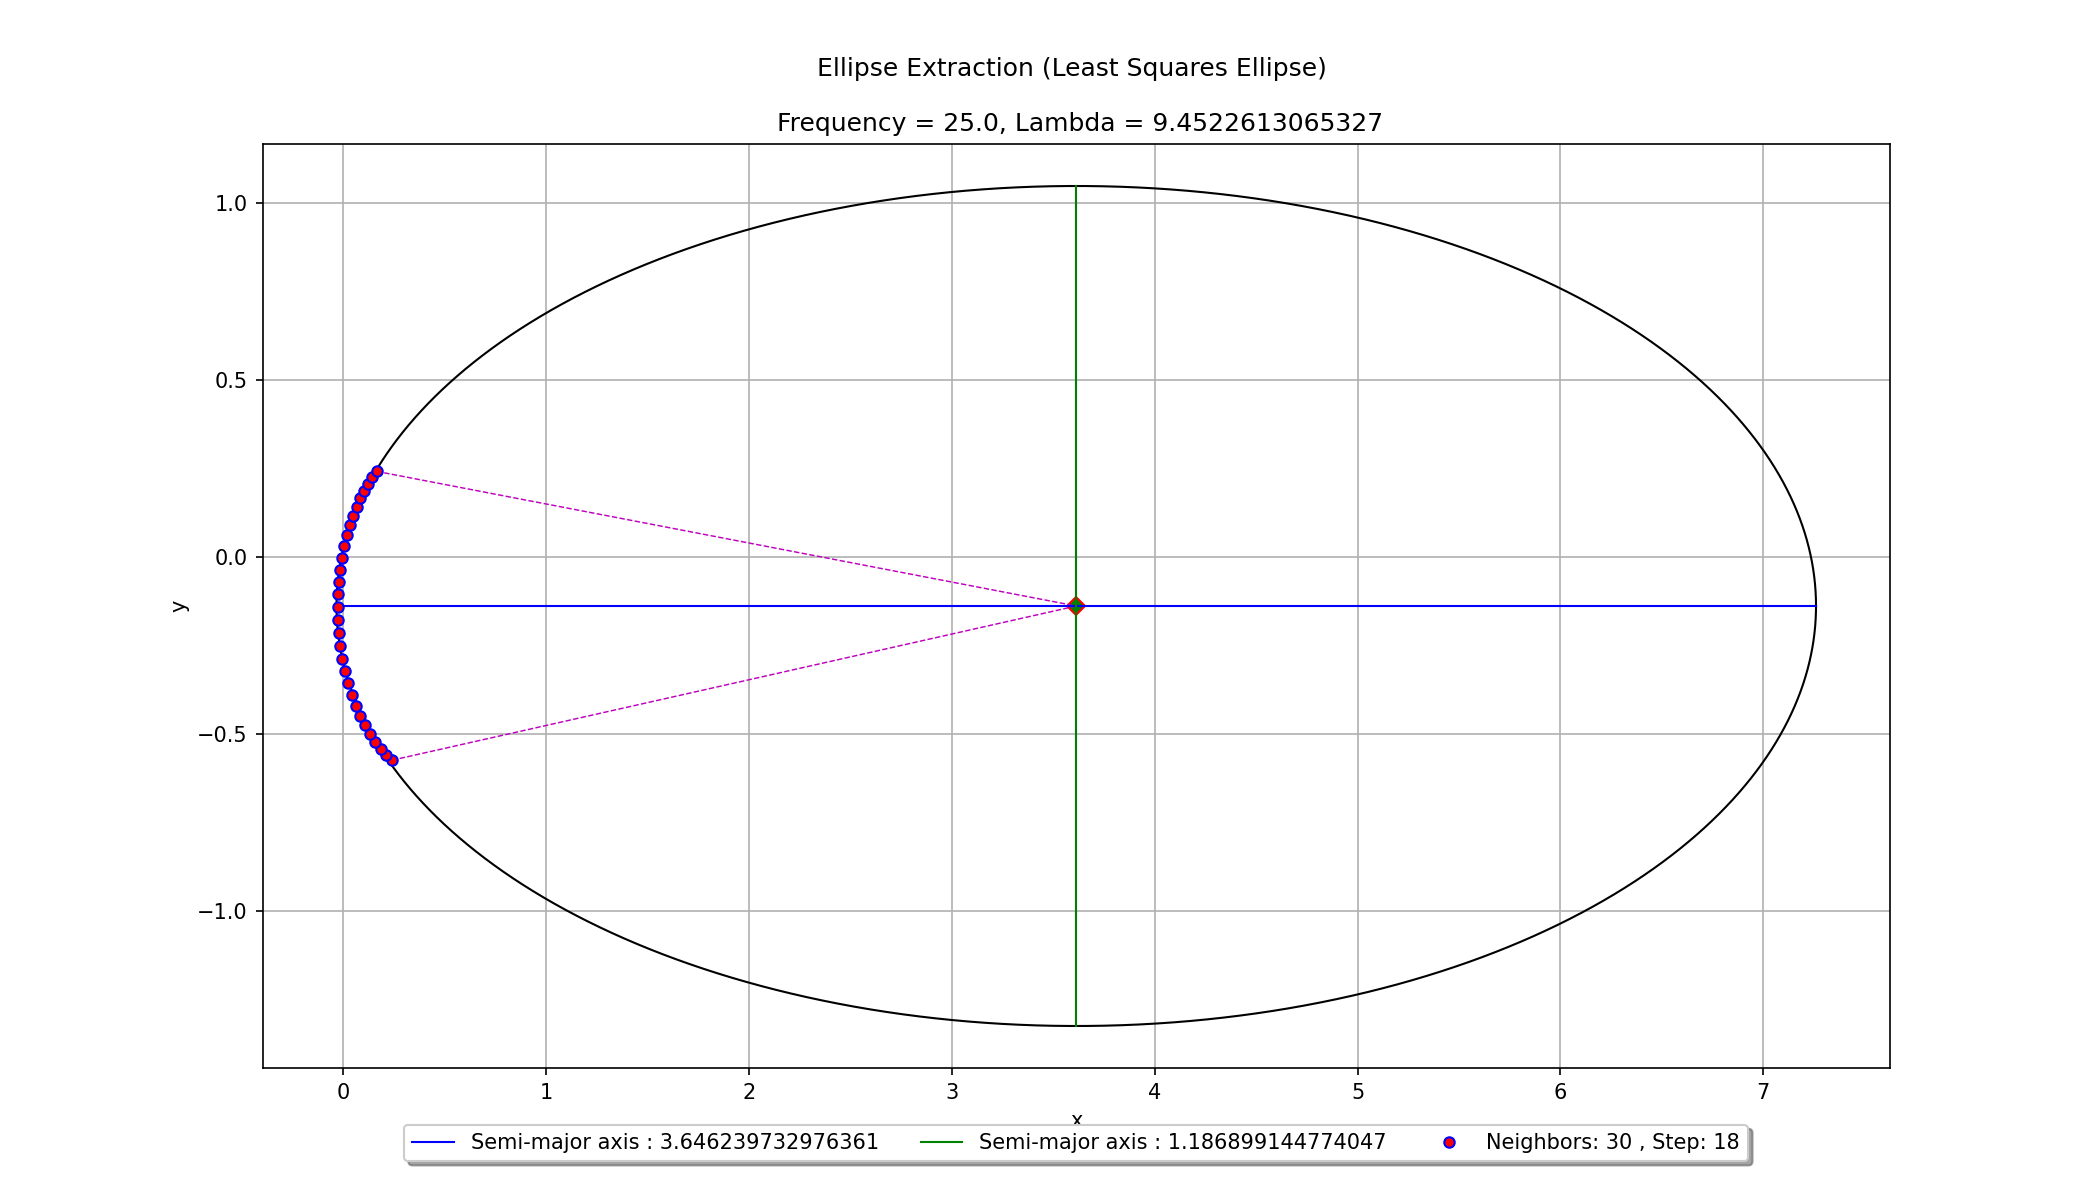 Ellipse Extraction (Least Squares Ellipse)
Frequency = 25.0, Lambda = 9.4522613065327
1.0
0.5
0.0
−0.5
−1.0
y
0 1 2 3 4 5 6 7
x
Semi-major axis : 3.646239732976361 Semi-major axis : 1.186899144774047 Neighbors: 30 , Step: 18